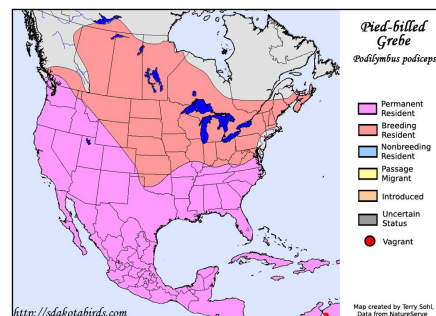 Pied-billed
Grebe
Podilymbus podiceps
Permanent
Resident
Breeding
Resident
Nonbreeding
Resident
Passage
Migrant
Introduced
Uncertain
Status
Vagrant
http://sdakotabirds.com
Map created by Terry Sohl,
Data from NatureServe